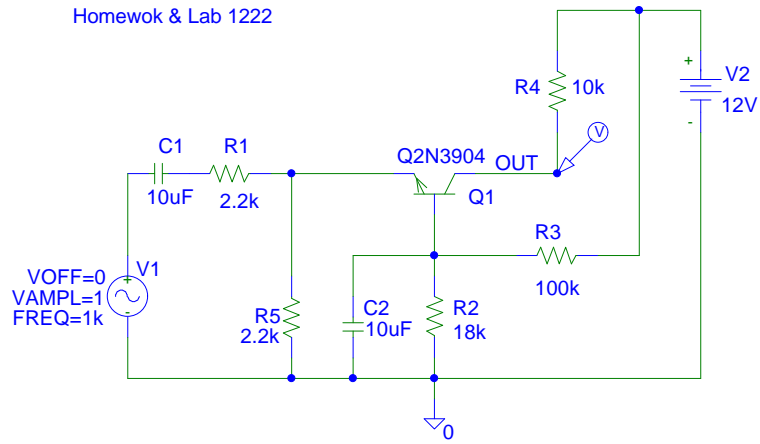 Homewok & Lab 1222
R4
10k
+
V2
12V
-
V
C1
10uF
R1
2.2k
Q2N3904
OUT
Q1
R3
100k
VOFF=0
VAMPL=1
FREQ=1k
+
V1
-
R5
2.2k
C2
10uF
R2
18k
0